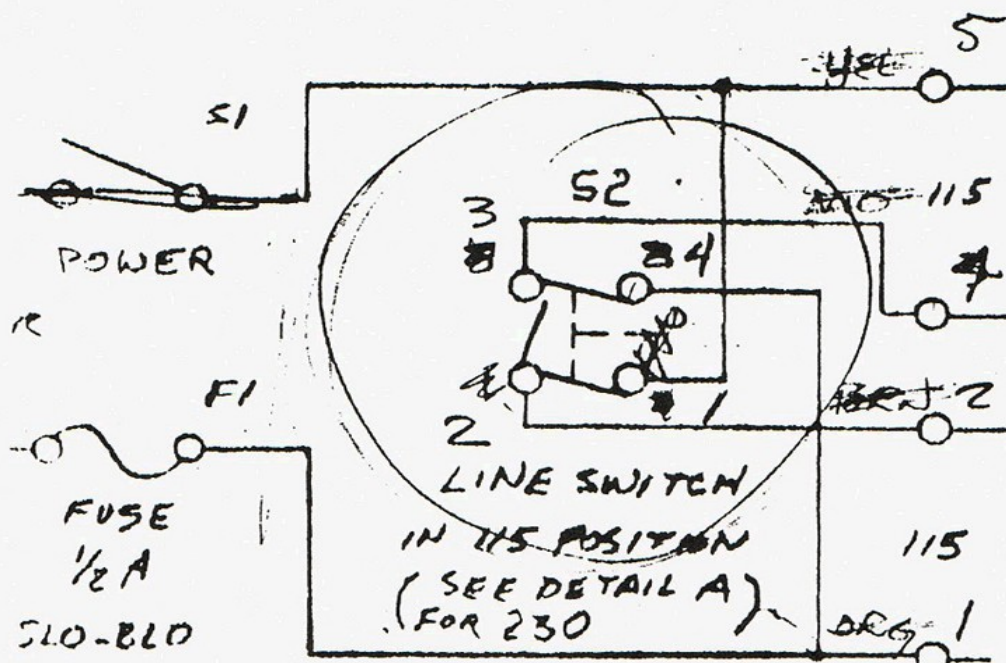 5
S1
S2
115
POWER
3
4
F1
1
2
2
LINE SWITCH
FUSE
IN 115 POSITION
115
1/2 A
(SEE DETAIL A)
FOR 230
SLO-BLO
ORG
1